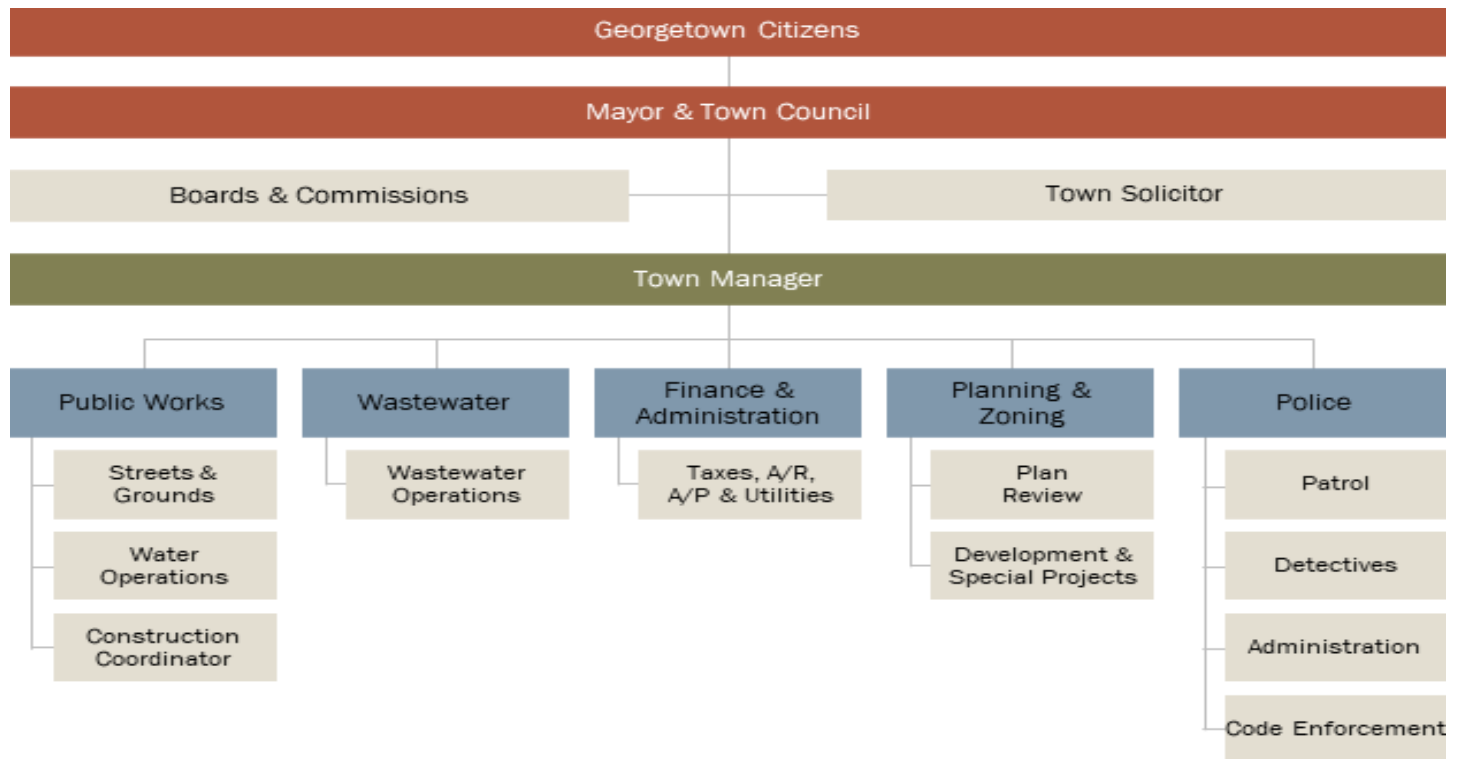 Georgetown Citizens
Mayor & Town Council
Boards & Commissions
Town Solicitor
Town Manager
Public Works
Wastewater
Finance &
Administration
Planning &
Zoning
Police
Streets &
Grounds
Water
Operations
Construction
Coordinator
Wastewater
Operations
Taxes, A/R,
A/P & Utilities
Plan
Review
Development &
Special Projects
Patrol
Detectives
Administration
Code Enforcement